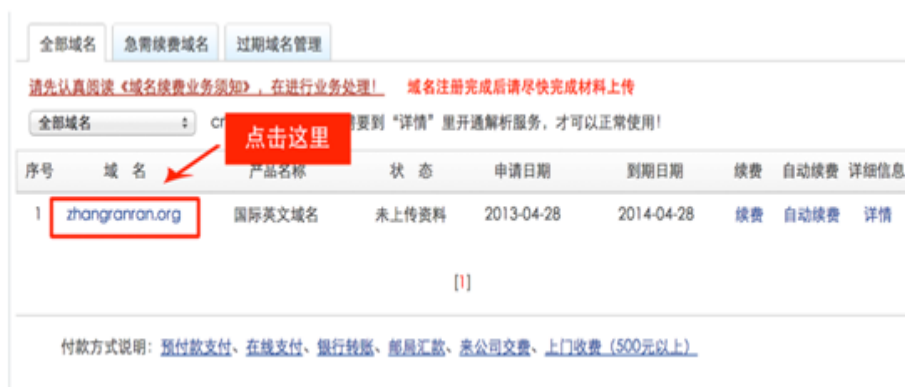 全部域名 急需续费域名 过期域名管理
请先认真阅读《域名续费业务须知》，在进行业务处理！ 域名注册完成后请尽快完成材料上传
全部域名 要到“详情”里开通解析服务，才可以正常使用！
点击这里
序号 域 名 产品名称 状 态 申请日期 到期日期 续费 自动续费 详细信息
1 zhangranran.org 国际英文域名 未上传资料 2013-04-28 2014-04-28 续费 自动续费 详情
[1]
付款方式说明：预付款支付、在线支付、银行转账、邮局汇款、来公司交费、上门收费（500元以上）